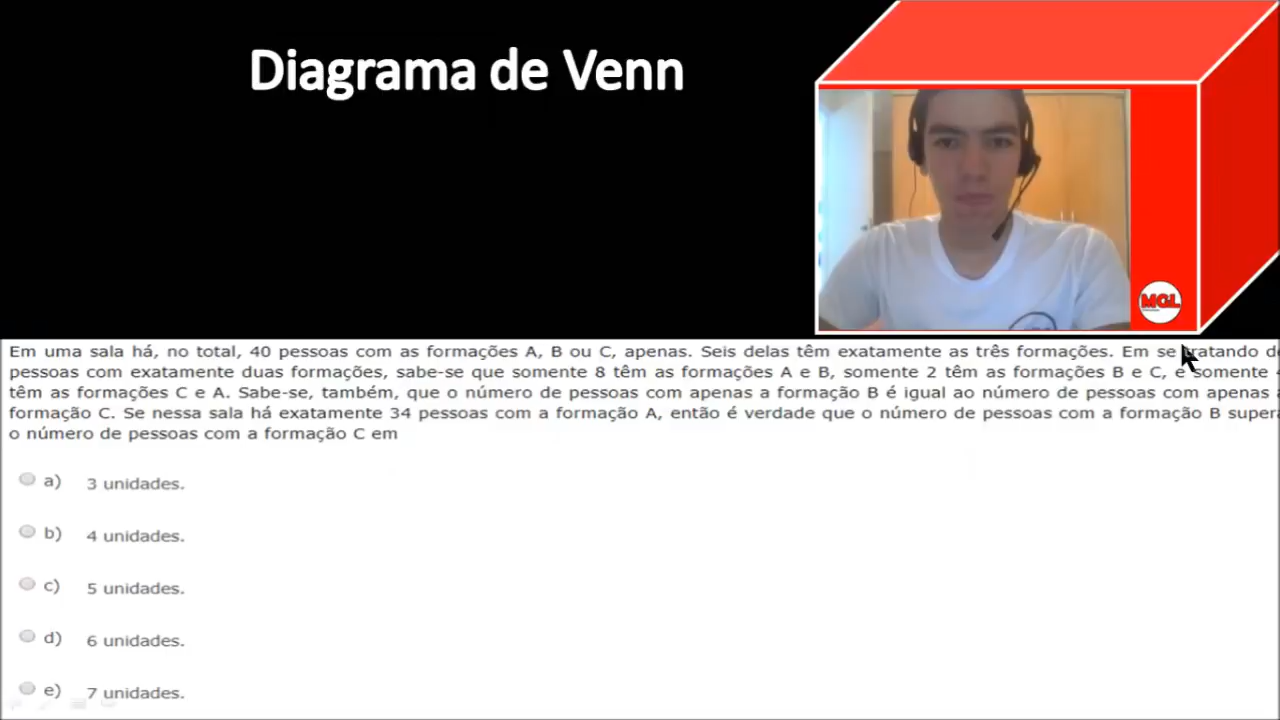 Diagrama de Venn
MGL
Em uma sala há, no total, 40 pessoas com as formações A, B ou C, apenas. Seis delas têm exatamente as três formações. Em se tratando d
pessoas com exatamente duas formações, sabe-se que somente 8 têm as formações A e B, somente 2 têm as formações B e C, e somente 4
têm as formações C e A. Sabe-se, também, que o número de pessoas com apenas a formação B é igual ao número de pessoas com apenas a
formação C. Se nessa sala há exatamente 34 pessoas com a formação A, então é verdade que o número de pessoas com a formação B super
o número de pessoas com a formação C em
a) 3 unidades.
b) 4 unidades.
c) 5 unidades.
d) 6 unidades.
e) 7 unidades.